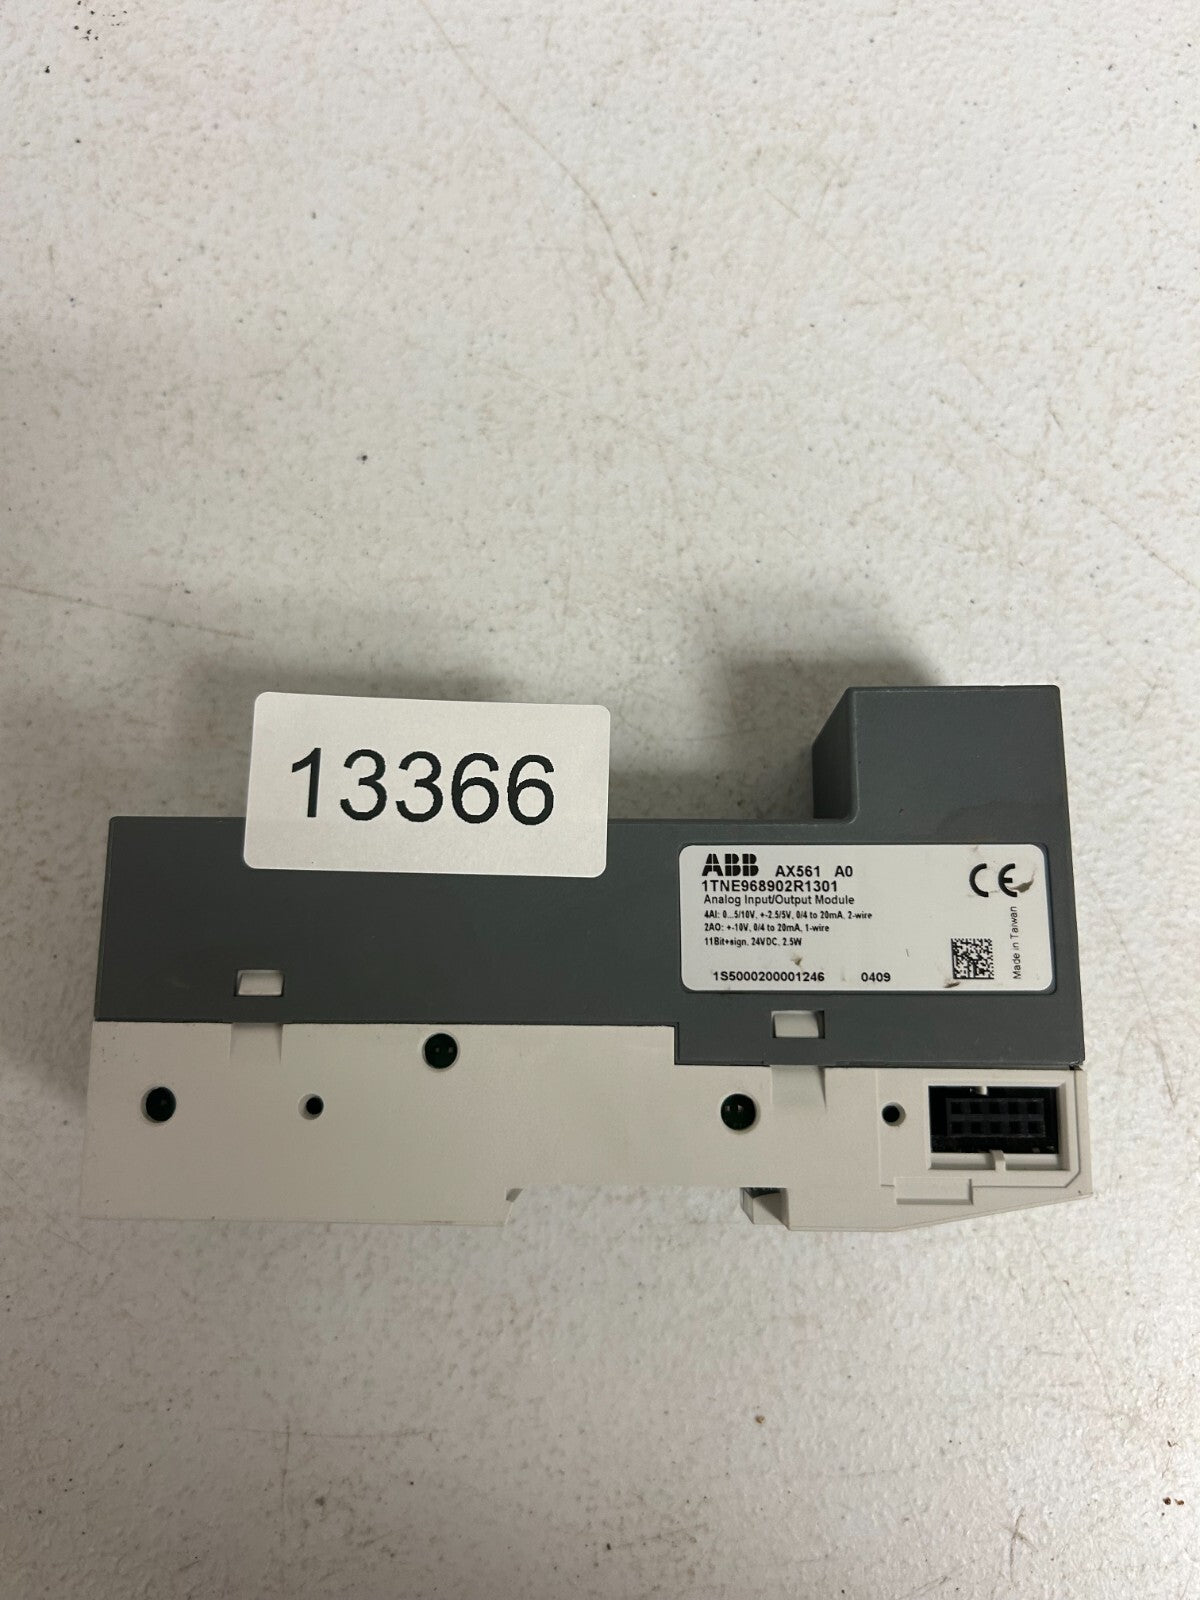 13366
ABB AX561 A0
1TNE968902R1301
Analog Input/Output Module
4AI: 0...5/10V, +-2.5/5V, 0/4 to 20mA, 2-wire
2AO: +-10V, 0/4 to 20mA, 1-wire
11Bit+sign, 24VDC, 2.5W
1S5000200001246 0409
CE
Made in Taiwan